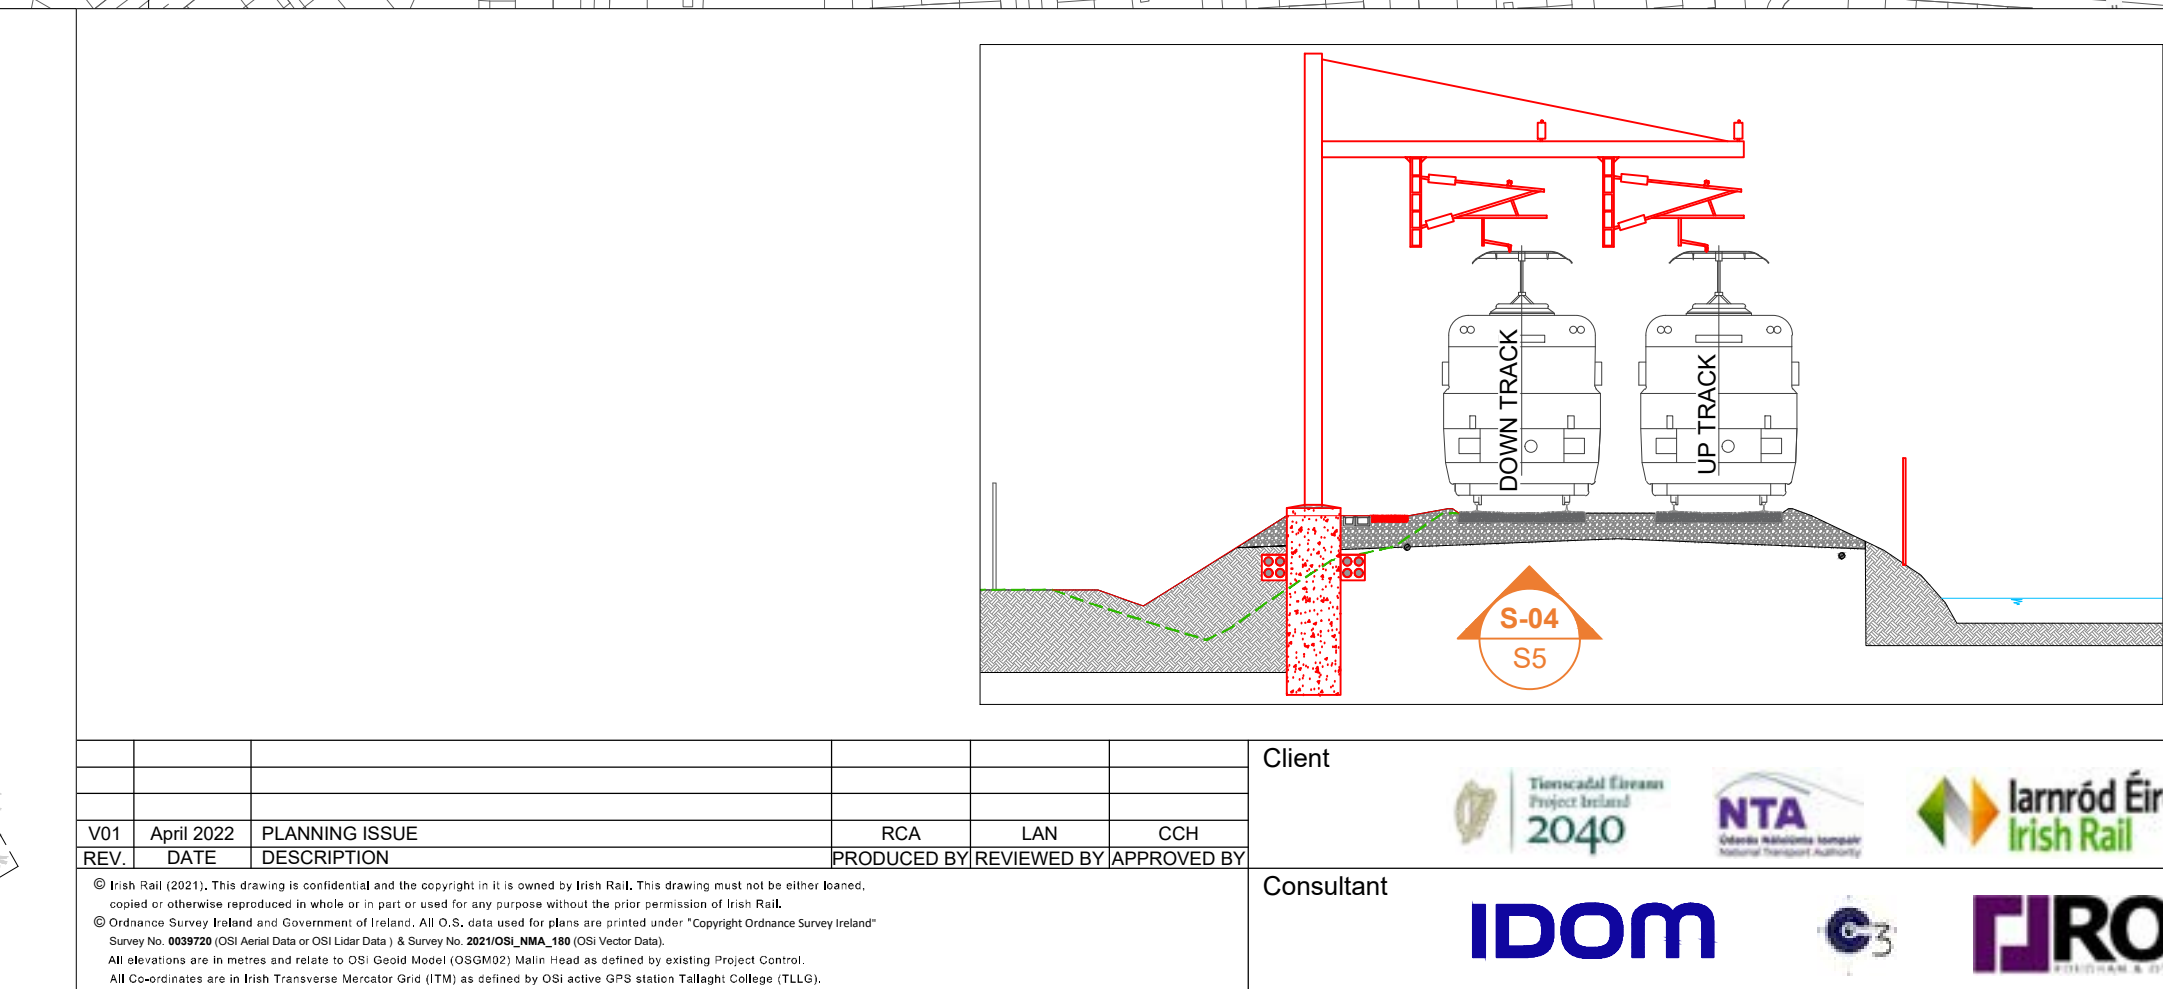 DOWN TRACK
UP TRACK
S-04
S5
V01 April 2022 PLANNING ISSUE RCA LAN CCH
REV. DATE DESCRIPTION PRODUCED BY REVIEWED BY APPROVED BY
Client
Tionscadal Éireann
Project Ireland
2040
NTA
Údarás Náisiúnta Iompair
National Transport Authority
Iarnród Éir
Irish Rail
© Irish Rail (2021). This drawing is confidential and the copyright in it is owned by Irish Rail. This drawing must not be either loaned,
copied or otherwise reproduced in whole or in part or used for any purpose without the prior permission of Irish Rail.
© Ordnance Survey Ireland and Government of Ireland. All O.S. data used for plans are printed under "Copyright Ordnance Survey Ireland"
Survey No. 0039720 (OSI Aerial Data or OSI Lidar Data ) & Survey No. 2021/OSi_NMA_180 (OSi Vector Data).
All elevations are in metres and relate to OSi Geoid Model (OSGM02) Malin Head as defined by existing Project Control.
All Co-ordinates are in Irish Transverse Mercator Grid (ITM) as defined by OSi active GPS station Tallaght College (TLLG).
Consultant
IDOM
C3
RO